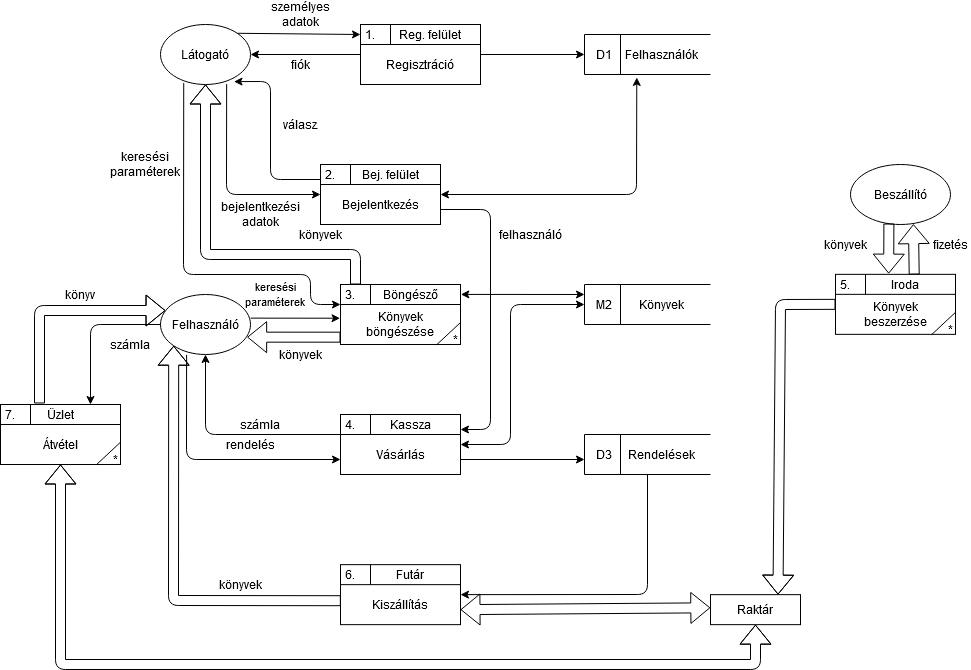 személyes
adatok
1.
Reg. felület
Látogató
Regisztráció
fiók
D1
Felhasználók
válasz
keresési
paraméterek
2.
Bej. felület
Bejelentkezés
bejelentkezési
adatok
Beszállító
könyvek
felhasználó
könyvek
fizetés
keresési
paraméterek
könyv
3.
Böngésző
Könyvek
böngészése
*
M2
Könyvek
5.
Iroda
Könyvek
beszerzése
*
Felhasználó
számla
könyvek
7.
Üzlet
Átvétel
*
számla
rendelés
4.
Kassza
Vásárlás
D3
Rendelések
könyvek
6.
Futár
Kiszállítás
Raktár